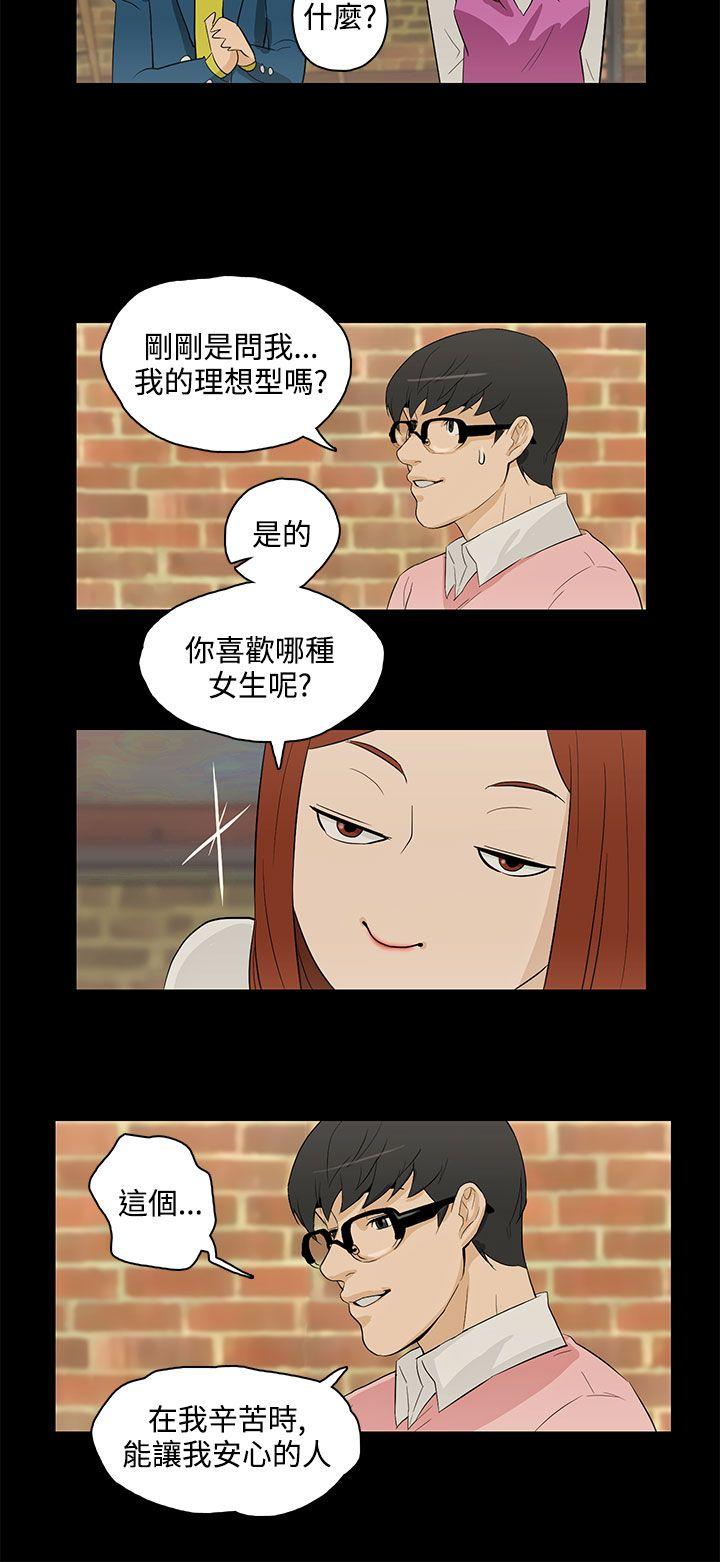 什麼?
剛剛是問我...
我的理想型嗎?
是的
你喜歡哪種
女生呢?
這個...
在我辛苦時,
能讓我安心的人